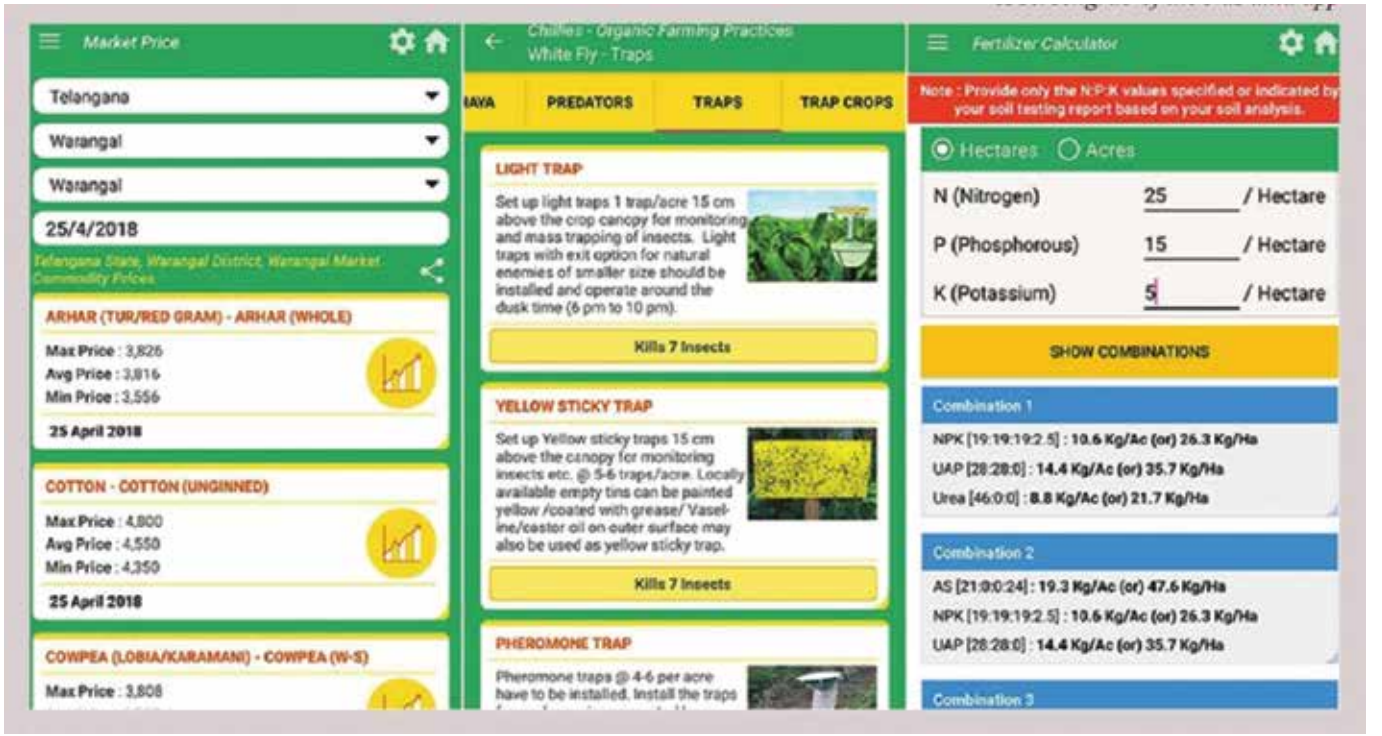 Market Price
Telangana
Warangal
Warangal
25/4/2018
Telangana State, Warangal District, Warangal Market
Commodity Prices
ARHAR (TUR/RED GRAM) - ARHAR (WHOLE)
Max Price : 3,826
Avg Price : 3,816
Min Price : 3,556
25 April 2018
COTTON - COTTON (UNGINNED)
Max Price : 4,800
Avg Price : 4,550
Min Price : 4,350
25 April 2018
COWPEA (LOBIA/KARAMANI) - COWPEA (W-S)
Max Price : 3,808
Chillies - Organic Farming Practices
White Fly - Traps
PREDATORS TRAPS TRAP CROPS
LIGHT TRAP
Set up light traps 1 trap/acre 15 cm
above the crop canopy for monitoring
and mass trapping of insects. Light
traps with exit option for natural
enemies of smaller size should be
installed and operate around the
dusk time (6 pm to 10 pm).
Kills 7 Insects
YELLOW STICKY TRAP
Set up Yellow sticky traps 15 cm
above the canopy for monitoring
insects etc. @ 5-6 traps/acre. Locally
available empty tins can be painted
yellow /coated with grease/ Vasel-
ine/castor oil on outer surface may
also be used as yellow sticky trap.
Kills 7 Insects
PHEROMONE TRAP
Pheromone traps @ 4-6 per acre
have to be installed. Install the traps
Fertilizer Calculator
Note : Provide only the N:P:K values specified or indicated by
your soil testing report based on your soil analysis.
Hectares Acres
N (Nitrogen) 25 / Hectare
P (Phosphorous) 15 / Hectare
K (Potassium) 5 / Hectare
SHOW COMBINATIONS
Combination 1
NPK [19:19:19:2.5] : 10.6 Kg/Ac (or) 26.3 Kg/Ha
UAP [28:28:0] : 14.4 Kg/Ac (or) 35.7 Kg/Ha
Urea [46:0:0] : 8.8 Kg/Ac (or) 21.7 Kg/Ha
Combination 2
AS [21:0:0:24] : 19.3 Kg/Ac (or) 47.6 Kg/Ha
NPK [19:19:19:2.5] : 10.6 Kg/Ac (or) 26.3 Kg/Ha
UAP [28:28:0] : 14.4 Kg/Ac (or) 35.7 Kg/Ha
Combination 3